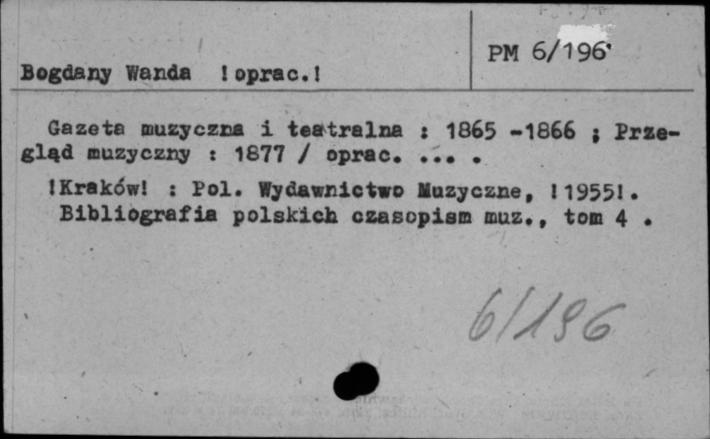 PM 6/196
Bogdany Wanda !oprac.!
Gazeta muzyczna i teatralna : 1865 -1866 ; Prze-
gląd muzyczny : 1877 / oprac. ... .
!Kraków! : Pol. Wydawnictwo Muzyczne, !1955!.
Bibliografia polskich czasopism muz., tom 4 .
6/196